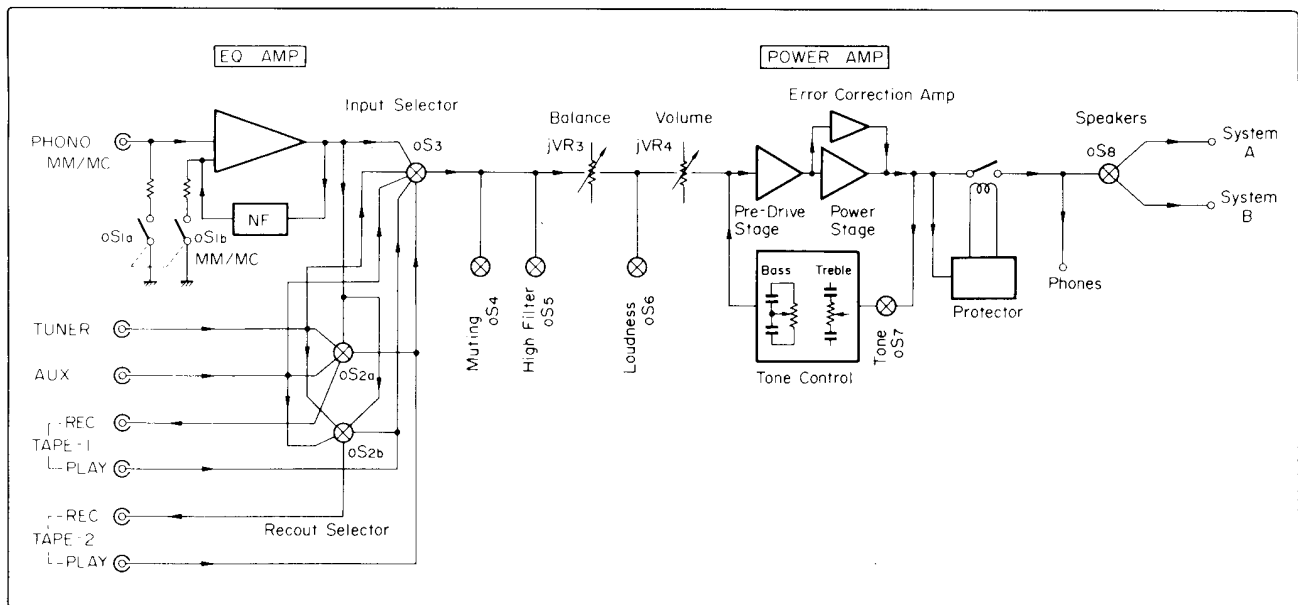 EQ AMP
POWER AMP
Error Correction Amp
Input Selector
Balance
Volume
Speakers
PHONO
MM/MC
oS3
jVR3
jVR4
oS8
System
A
NF
Pre-Drive
Stage
Power
Stage
System
B
oS1a
oS1b
MM/MC
Bass
Treble
Phones
Muting
oS4
High Filter
oS5
Loudness
oS6
Tone
oS7
Protector
Tone Control
TUNER
AUX
oS2a
REC
TAPE-1
PLAY
oS2b
REC
TAPE-2
PLAY
Recout Selector